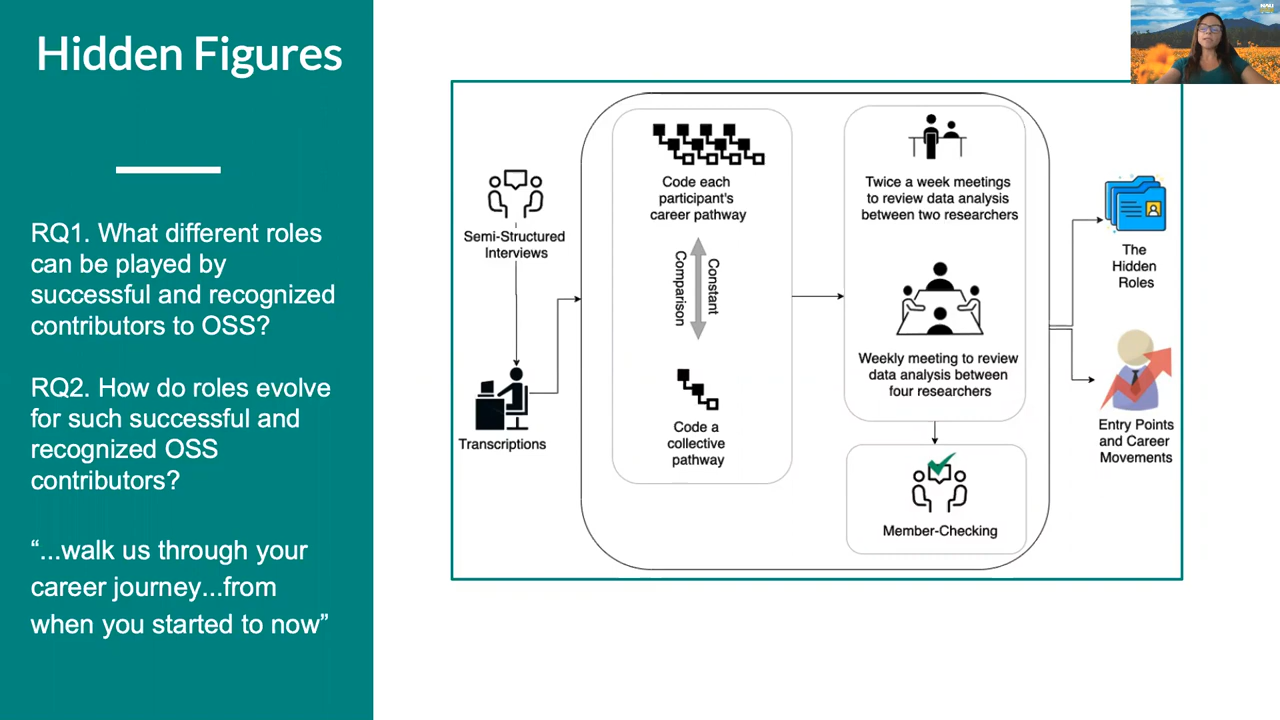 Hidden Figures
RQ1. What different roles
can be played by
successful and recognized
contributors to OSS?
RQ2. How do roles evolve
for such successful and
recognized OSS
contributors?
“...walk us through your
career journey...from
when you started to now”
Semi-Structured
Interviews
Transcriptions
Code each
participant's
career pathway
Constant
Comparison
Code a
collective
pathway
Twice a week meetings
to review data analysis
between two researchers
Weekly meeting to review
data analysis between
four researchers
Member-Checking
The
Hidden
Roles
Entry Points
and Career
Movements
NAU